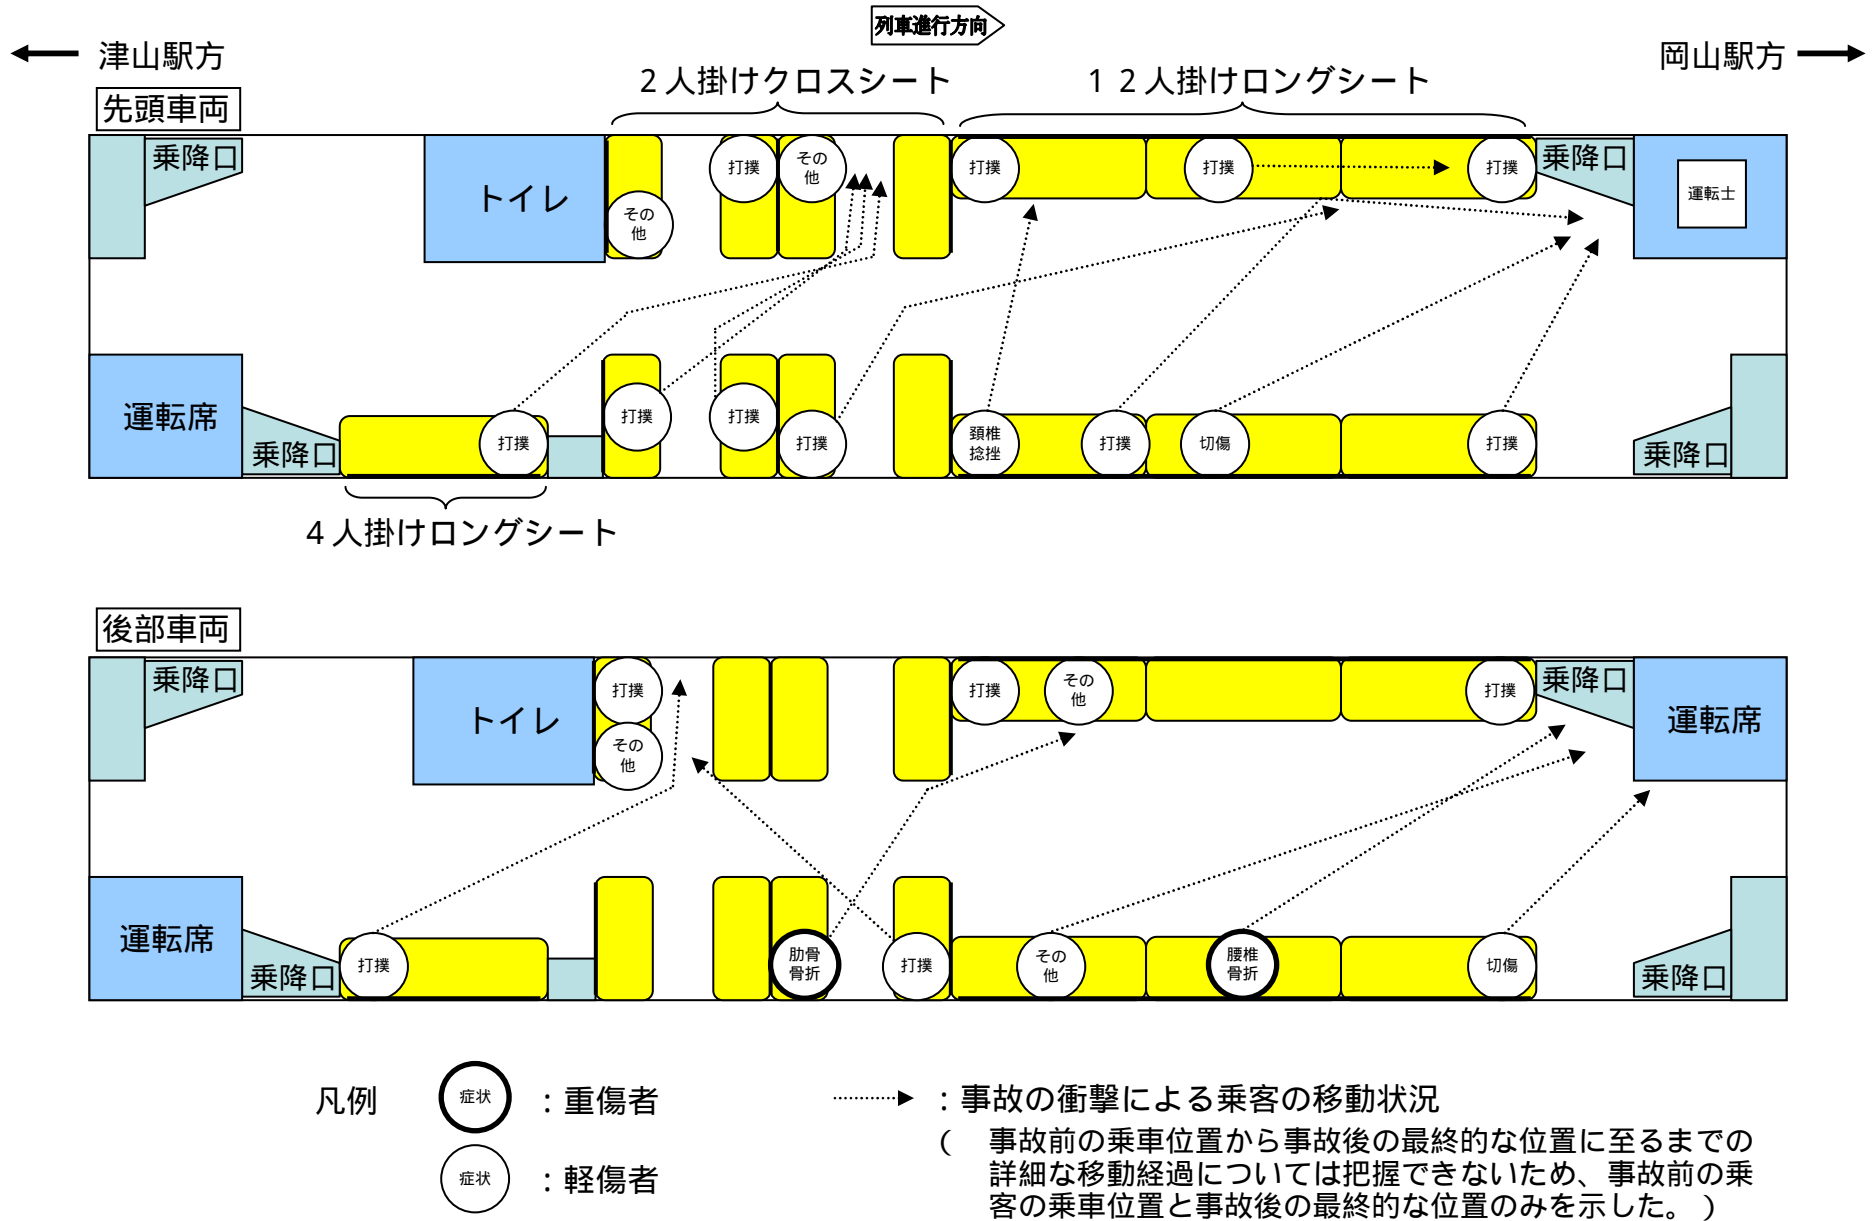 列車進行方向
津山駅方
岡山駅方
２人掛けクロスシート
１２人掛けロングシート
先頭車両
乗降口
トイレ
その
他
打撲
その
他
打撲
打撲
打撲
乗降口
運転士
運転席
乗降口
打撲
打撲
打撲
打撲
頚椎
捻挫
打撲
切傷
打撲
乗降口
４人掛けロングシート
後部車両
乗降口
トイレ
打撲
その
他
打撲
その
他
打撲
乗降口
運転席
運転席
乗降口
打撲
肋骨
骨折
打撲
その
他
腰椎
骨折
切傷
乗降口
凡例
症状
：重傷者
症状
：軽傷者
：事故の衝撃による乗客の移動状況
（　事故前の乗車位置から事故後の最終的な位置に至るまでの
詳細な移動経過については把握できないため、事故前の乗
客の乗車位置と事故後の最終的な位置のみを示した。）